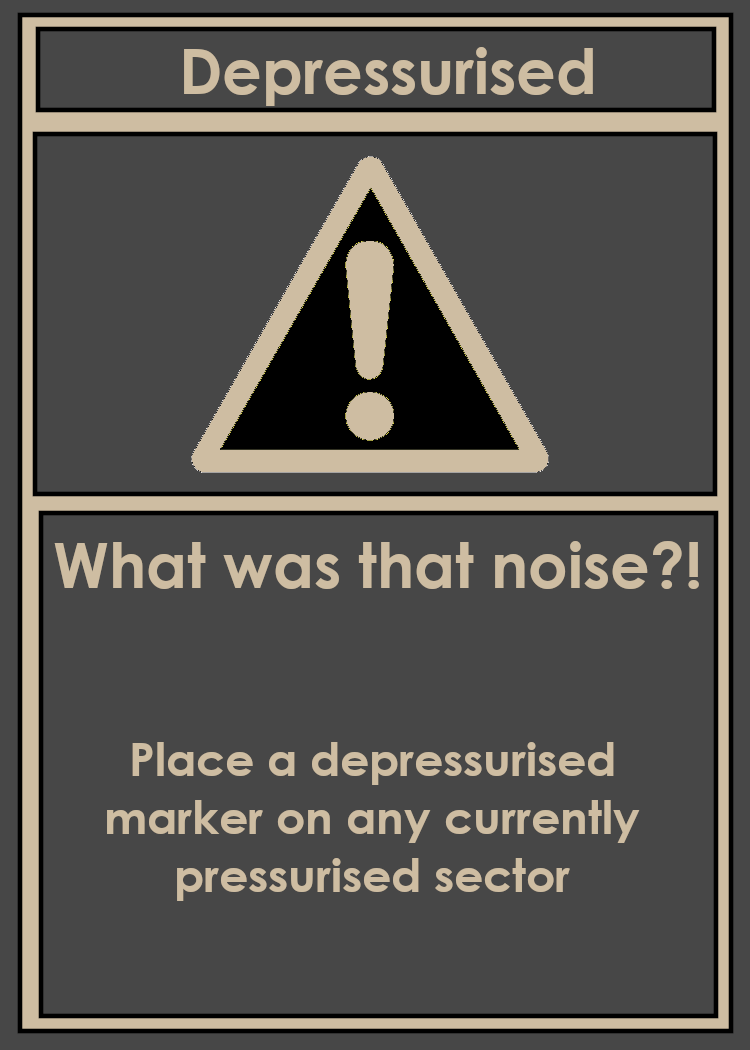 Depressurised
What was that noise?!
Place a depressurised
marker on any currently
pressurised sector